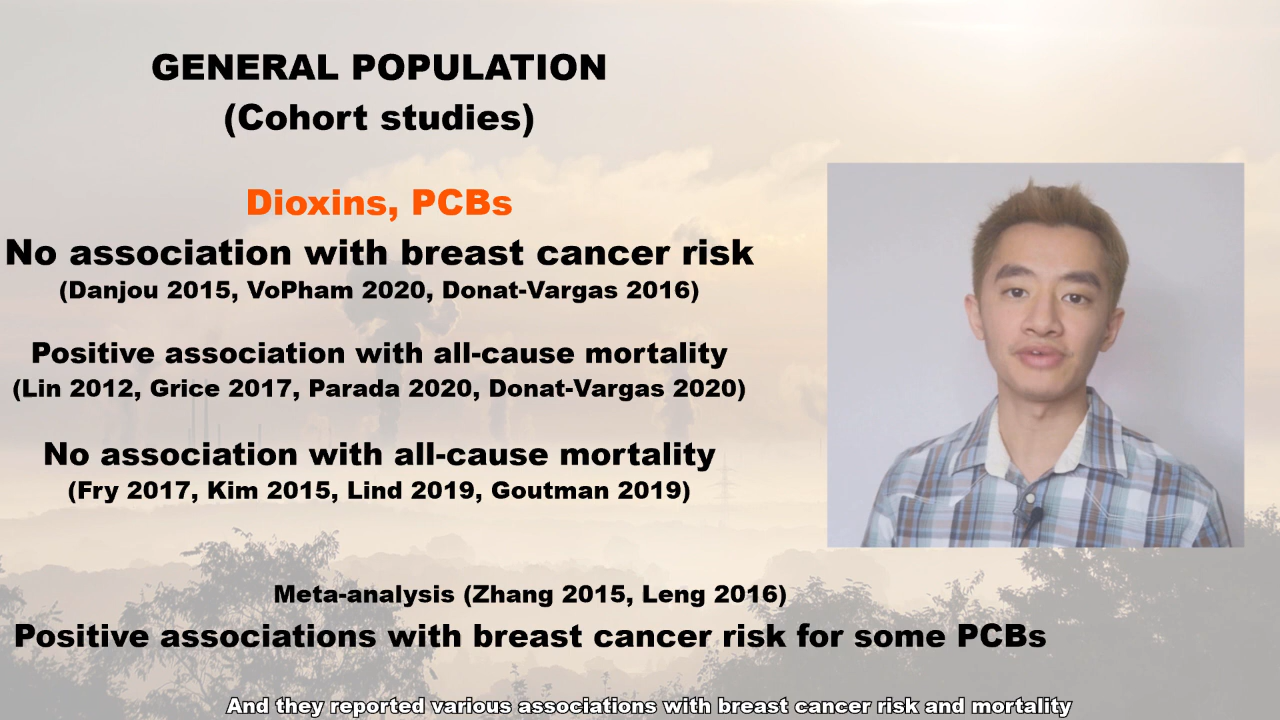 GENERAL POPULATION
(Cohort studies)
Dioxins, PCBs
No association with breast cancer risk
(Danjou 2015, VoPham 2020, Donat-Vargas 2016)
Positive association with all-cause mortality
(Lin 2012, Grice 2017, Parada 2020, Donat-Vargas 2020)
No association with all-cause mortality
(Fry 2017, Kim 2015, Lind 2019, Goutman 2019)
Meta-analysis (Zhang 2015, Leng 2016)
Positive associations with breast cancer risk for some PCBs
And they reported various associations with breast cancer risk and mortality